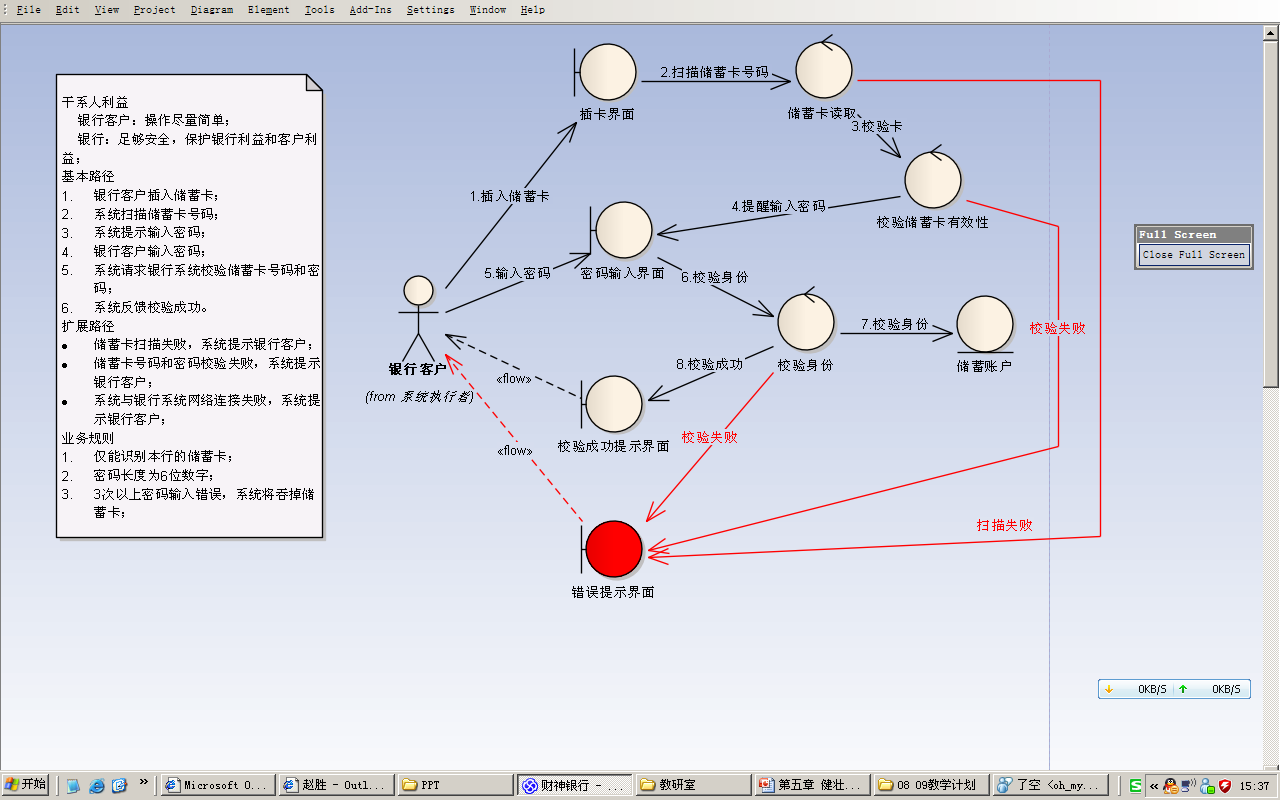 File Edit View Project Diagram Element Tools Add-Ins Settings Window Help
干系人利益
银行客户：操作尽量简单；
银行：足够安全，保护银行利益和客户利
益；
基本路径
1. 银行客户插入储蓄卡；
2. 系统扫描储蓄卡号码；
3. 系统提示输入密码；
4. 银行客户输入密码；
5. 系统请求银行系统校验储蓄卡号码和密
码；
6. 系统反馈校验成功。
扩展路径
● 储蓄卡扫描失败，系统提示银行客户；
● 储蓄卡号码和密码校验失败，系统提示
银行客户；
● 系统与银行系统网络连接失败，系统提
示银行客户；
业务规则
1. 仅能识别本行的储蓄卡；
2. 密码长度为6位数字；
3. 3次以上密码输入错误，系统将吞掉储
蓄卡；
插卡界面
2.扫描储蓄卡号码
储蓄卡读取
3.校验卡
1.插入储蓄卡
4.提醒输入密码
校验储蓄卡有效性
5.输入密码
密码输入界面
6.校验身份
7.校验身份
校验失败
银行客户
(from 系统执行者)
8.校验成功
校验身份
储蓄账户
«flow»
校验成功提示界面
校验失败
«flow»
扫描失败
错误提示界面
Full Screen
Close Full Screen
0KB/S 0KB/S
开始 » Microsoft O... 赵胜 - Outl... PPT 财神银行 - ... 教研室 第五章 健壮... 08 09教学计划 了空 <oh_my... « 15:37